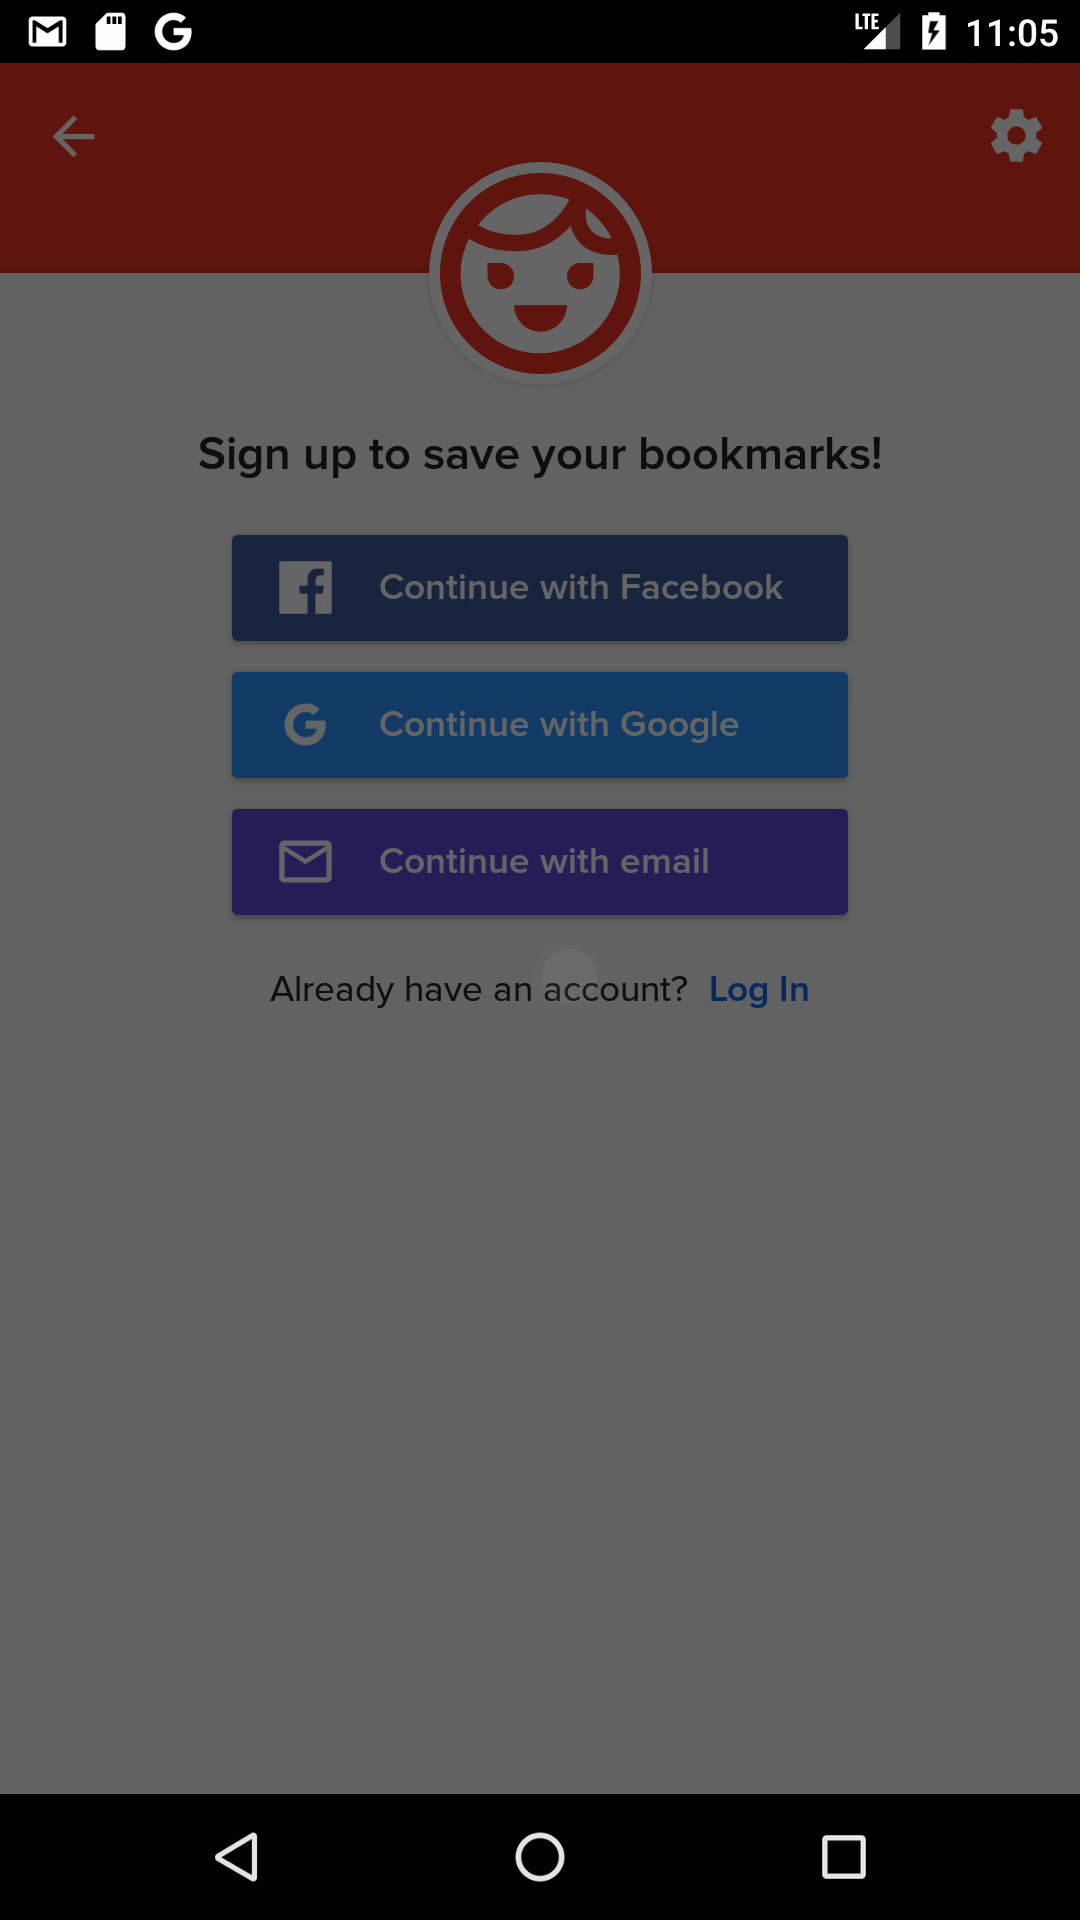 LTE 11:05
Sign up to save your bookmarks!
Continue with Facebook
Continue with Google
Continue with email
Already have an account? Log In